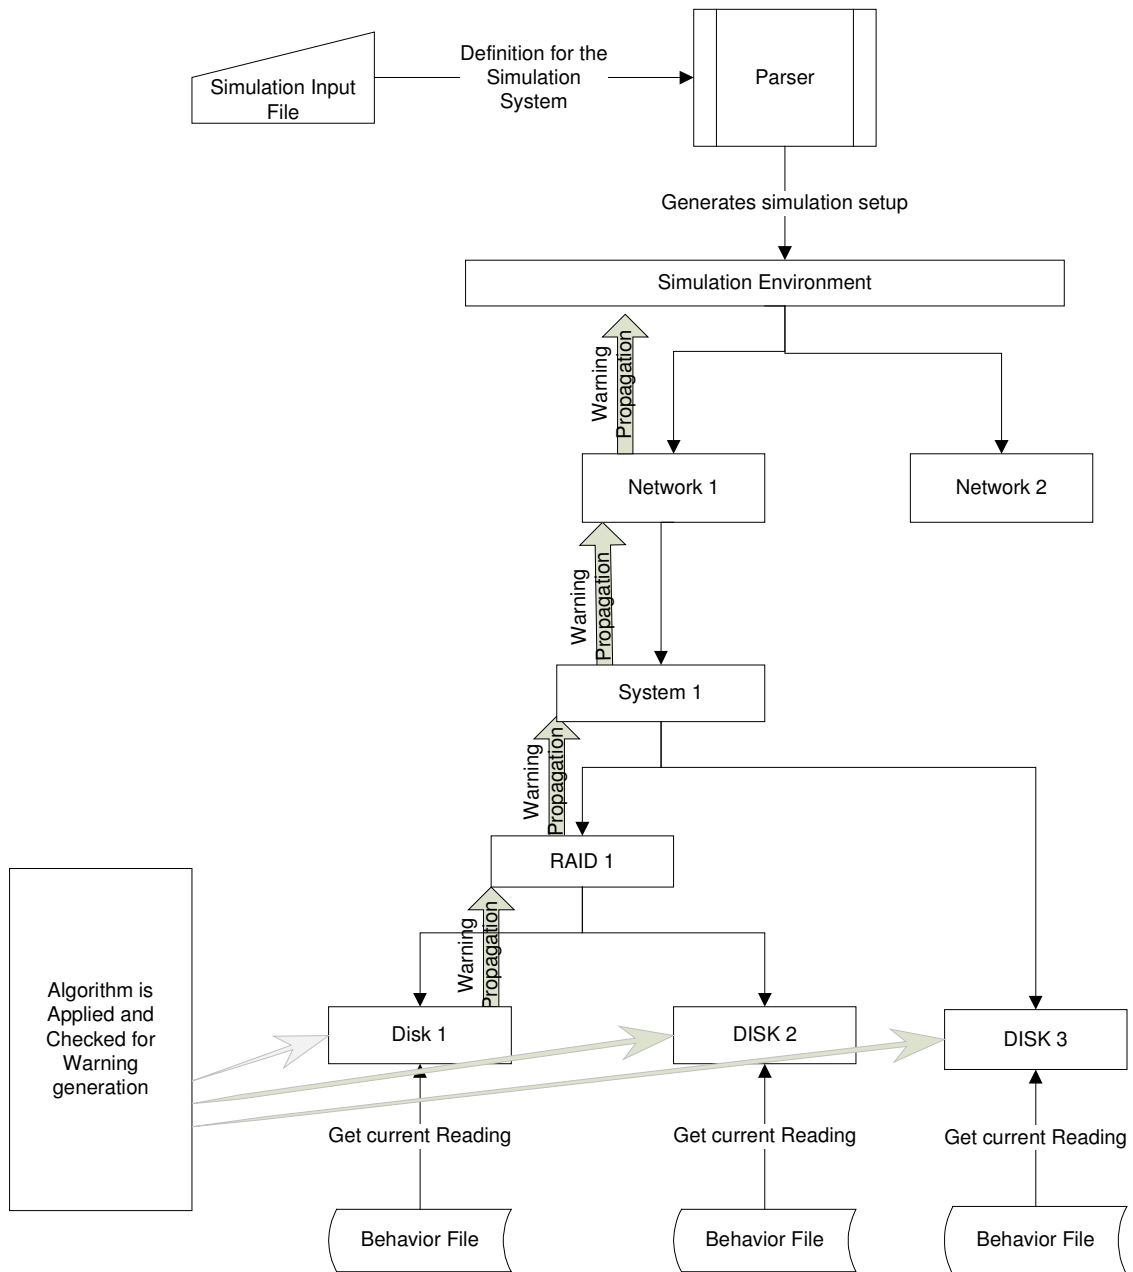 Simulation Input
File
Definition for the
Simulation
System
Parser
Generates simulation setup
Simulation Environment
Warning
Propagation
Network 1
Network 2
Warning
Propagation
System 1
Warning
Propagation
RAID 1
Warning
Propagation
Algorithm is
Applied and
Checked for
Warning
generation
Disk 1
DISK 2
DISK 3
Get current Reading
Get current Reading
Get current Reading
Behavior File
Behavior File
Behavior File